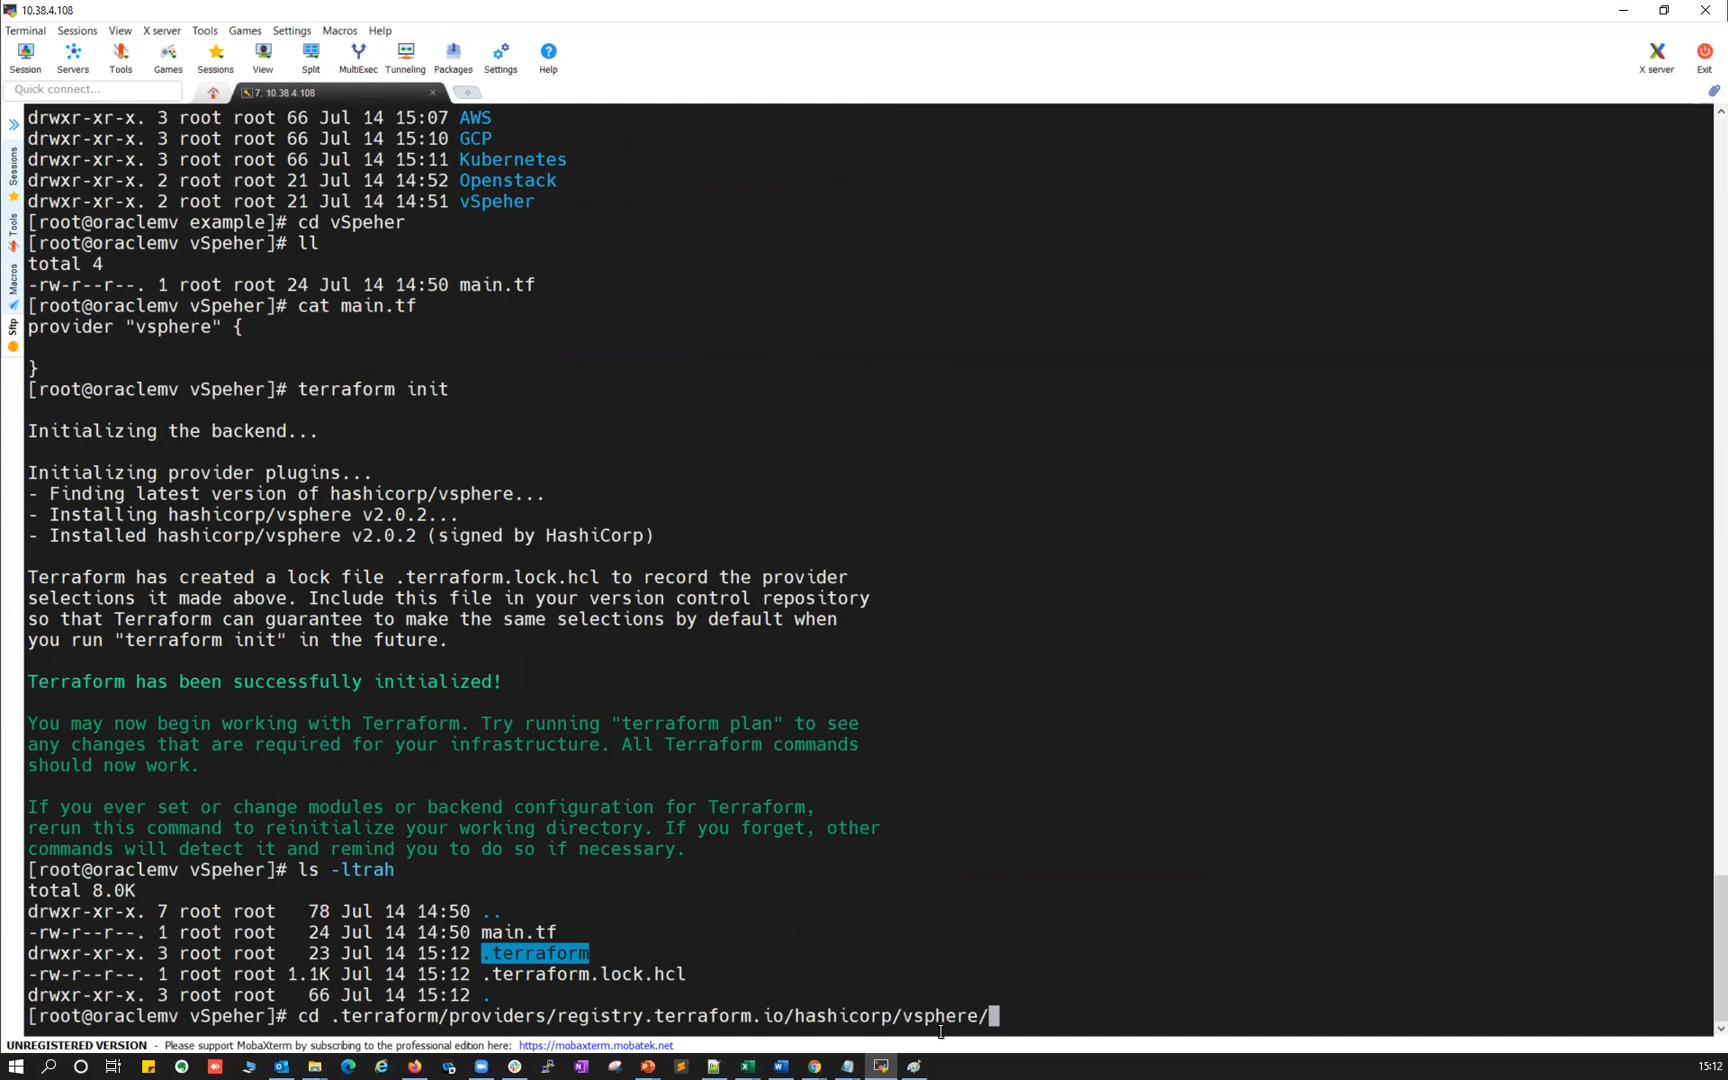 10.38.4.108
Terminal Sessions View X server Tools Games Settings Macros Help
Session Servers Tools Games Sessions View Split MultiExec Tunneling Packages Settings Help X server Exit
Quick connect...
7. 10.38.4.108
Sessions
Tools
Macros
Sftp
drwxr-xr-x. 3 root root 66 Jul 14 15:07 AWS
drwxr-xr-x. 3 root root 66 Jul 14 15:10 GCP
drwxr-xr-x. 3 root root 66 Jul 14 15:11 Kubernetes
drwxr-xr-x. 2 root root 21 Jul 14 14:52 Openstack
drwxr-xr-x. 2 root root 21 Jul 14 14:51 vSpeher
[root@oraclemv example]# cd vSpeher
[root@oraclemv vSpeher]# ll
total 4
-rw-r--r--. 1 root root 24 Jul 14 14:50 main.tf
[root@oraclemv vSpeher]# cat main.tf
provider "vsphere" {
}
[root@oraclemv vSpeher]# terraform init
Initializing the backend...
Initializing provider plugins...
- Finding latest version of hashicorp/vsphere...
- Installing hashicorp/vsphere v2.0.2...
- Installed hashicorp/vsphere v2.0.2 (signed by HashiCorp)
Terraform has created a lock file .terraform.lock.hcl to record the provider
selections it made above. Include this file in your version control repository
so that Terraform can guarantee to make the same selections by default when
you run "terraform init" in the future.
Terraform has been successfully initialized!
You may now begin working with Terraform. Try running "terraform plan" to see
any changes that are required for your infrastructure. All Terraform commands
should now work.
If you ever set or change modules or backend configuration for Terraform,
rerun this command to reinitialize your working directory. If you forget, other
commands will detect it and remind you to do so if necessary.
[root@oraclemv vSpeher]# ls -ltrah
total 8.0K
drwxr-xr-x. 7 root root 78 Jul 14 14:50 ..
-rw-r--r--. 1 root root 24 Jul 14 14:50 main.tf
drwxr-xr-x. 3 root root 23 Jul 14 15:12 .terraform
-rw-r--r--. 1 root root 1.1K Jul 14 15:12 .terraform.lock.hcl
drwxr-xr-x. 3 root root 66 Jul 14 15:12 .
[root@oraclemv vSpeher]# cd .terraform/providers/registry.terraform.io/hashicorp/vsphere/
UNREGISTERED VERSION - Please support MobaXterm by subscribing to the professional edition here: https://mobaxterm.mobatek.net
15:12